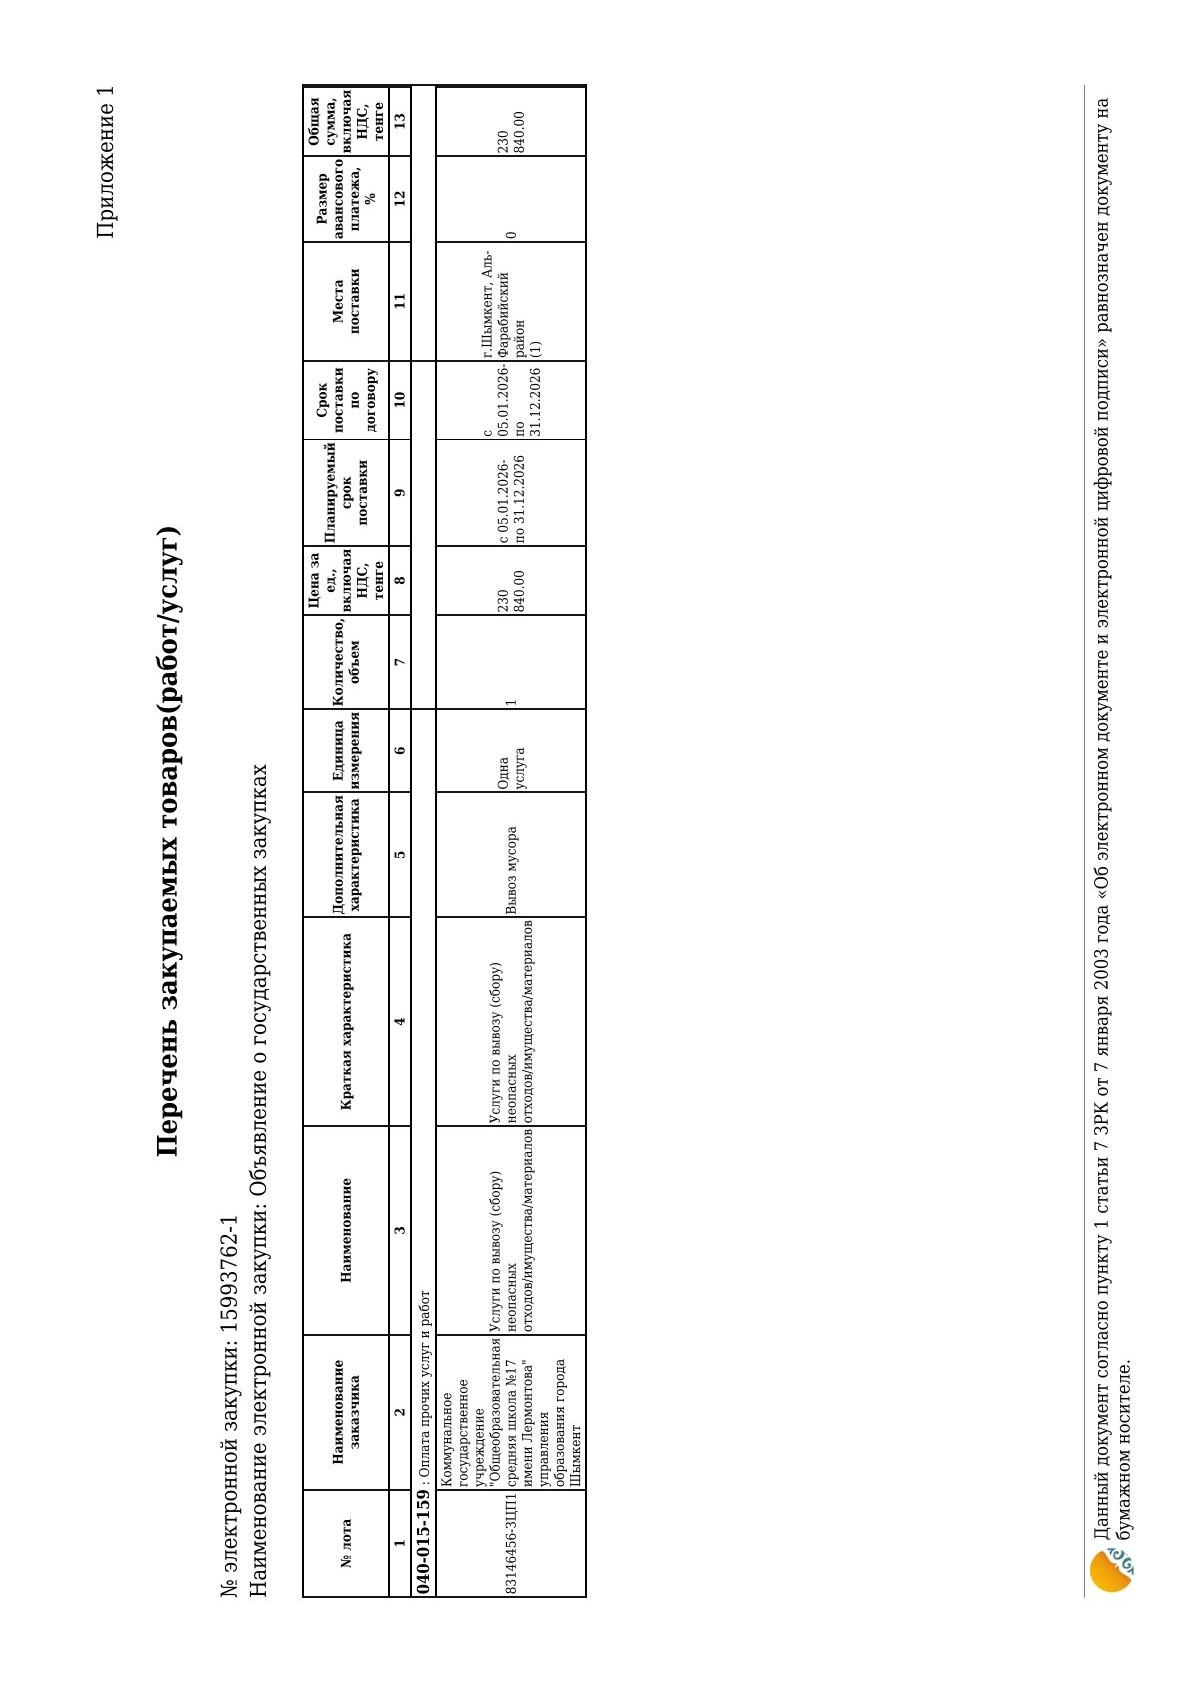 Приложение 1
Перечень закупаемых товаров(работ/услуг)
№ электронной закупки: 15993762-1
Наименование электронной закупки: Объявление о государственных закупках
№ лота
Наименование
заказчика
Наименование
Краткая характеристика
Дополнительная
характеристика
Единица
измерения
Количество,
объем
Цена за
ед.,
включая
НДС,
тенге
Планируемый
срок
поставки
Срок
поставки
по
договору
Места
поставки
Размер
авансового
платежа,
%
Общая
сумма,
включая
НДС,
тенге
1 2 3 4 5 6 7 8 9 10 11 12 13
040-015-159 : Оплата прочих услуг и работ
83146456-ЗЦП1
Коммунальное
государственное
учреждение
"Общеобразовательная
средняя школа №17
имени Лермонтова"
управления
образования города
Шымкент
Услуги по вывозу (сбору)
неопасных
отходов/имущества/материалов
Услуги по вывозу (сбору)
неопасных
отходов/имущества/материалов
Вывоз мусора
Одна
услуга
1
230
840.00
с 05.01.2026-
по 31.12.2026
с
05.01.2026-
по
31.12.2026
г.Шымкент, Аль-
Фарабийский
район
(1)
0
230
840.00
Данный документ согласно пункту 1 статьи 7 ЗРК от 7 января 2003 года «Об электронном документе и электронной цифровой подписи» равнозначен документу на
бумажном носителе.